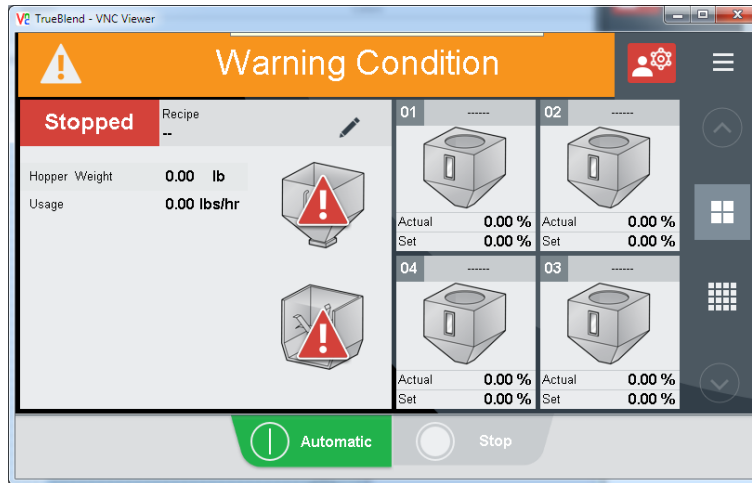 TrueBlend - VNC Viewer
Warning Condition
Stopped
Recipe
--
Hopper Weight 0.00 lb
Usage 0.00 lbs/hr
01 ------
Actual 0.00 %
Set 0.00 %
02 ------
Actual 0.00 %
Set 0.00 %
04 ------
Actual 0.00 %
Set 0.00 %
03 ------
Actual 0.00 %
Set 0.00 %
Automatic
Stop